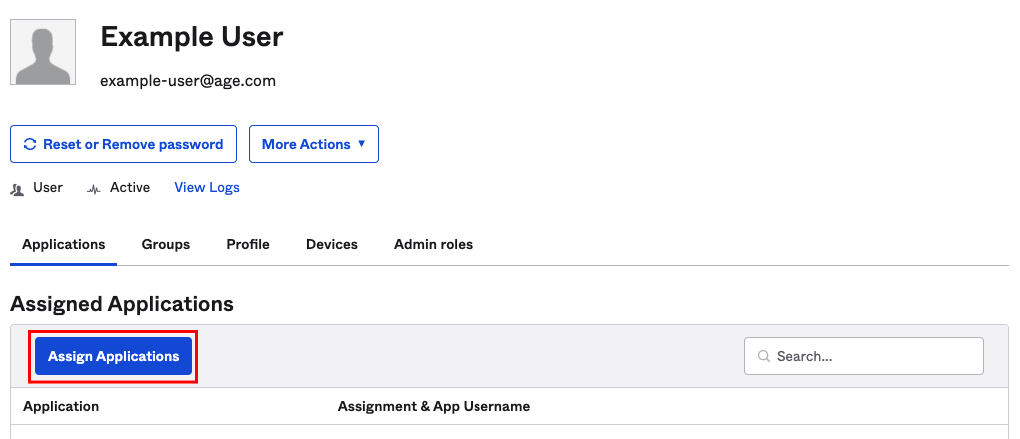 Example User
example-user@age.com
Reset or Remove password More Actions ▼
User Active View Logs
Applications Groups Profile Devices Admin roles
Assigned Applications
Assign Applications Search...
Application Assignment & App Username